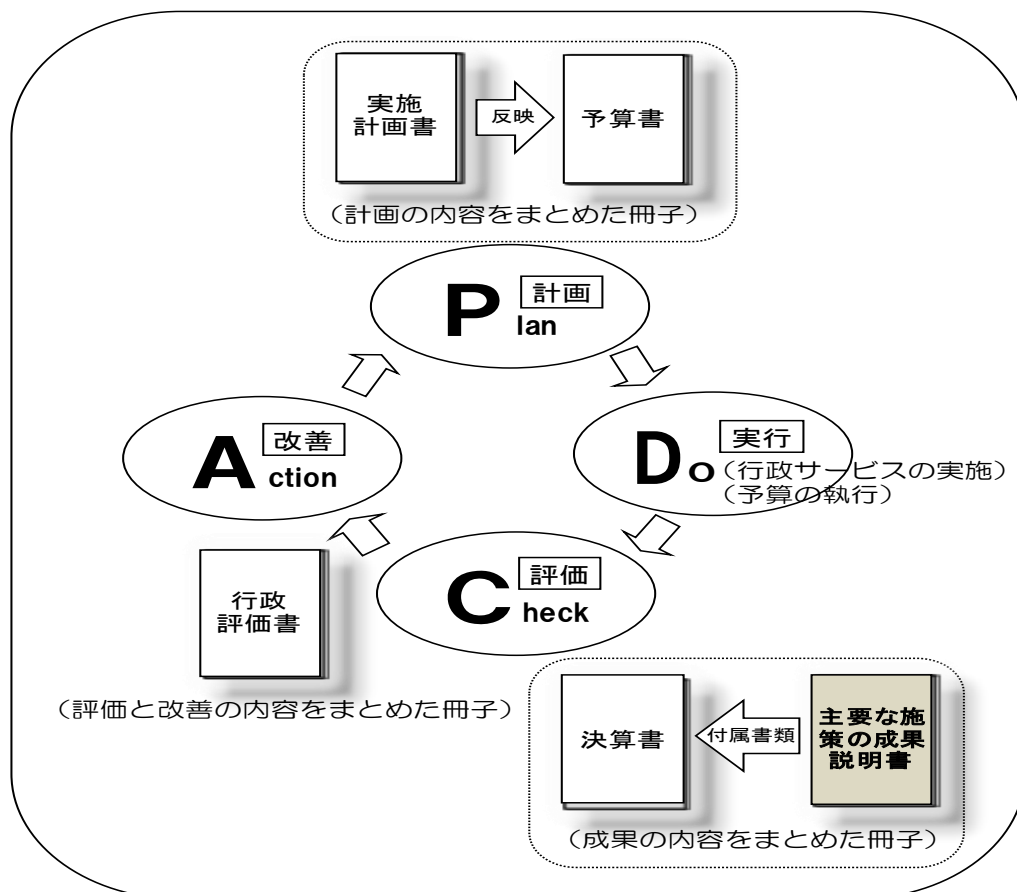 実施
計画書
反映
予算書
（計画の内容をまとめた冊子）
計画
Plan
改善
Action
実行
Do
（行政サービスの実施）
（予算の執行）
評価
Check
行政
評価書
（評価と改善の内容をまとめた冊子）
決算書
付属書類
主要な施
策の成果
説明書
（成果の内容をまとめた冊子）